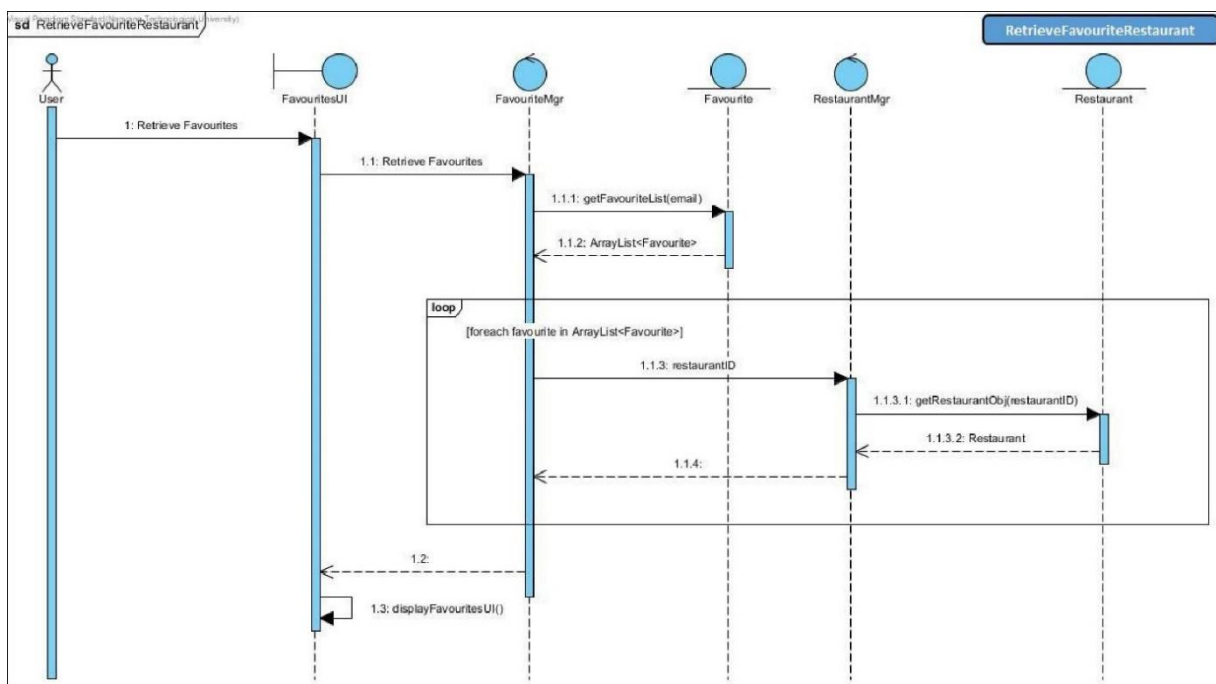 sd RetrieveFavouriteRestaurant
RetrieveFavouriteRestaurant
User
FavouritesUI
FavouriteMgr
Favourite
RestaurantMgr
Restaurant
1: Retrieve Favourites
1.1: Retrieve Favourites
1.1.1: getFavouriteList(email)
1.1.2: ArrayList<Favourite>
loop
[foreach favourite in ArrayList<Favourite>]
1.1.3: restaurantID
1.1.3.1: getRestaurantObj(restaurantID)
1.1.3.2: Restaurant
1.1.4:
1.2:
1.3: displayFavouritesUI()